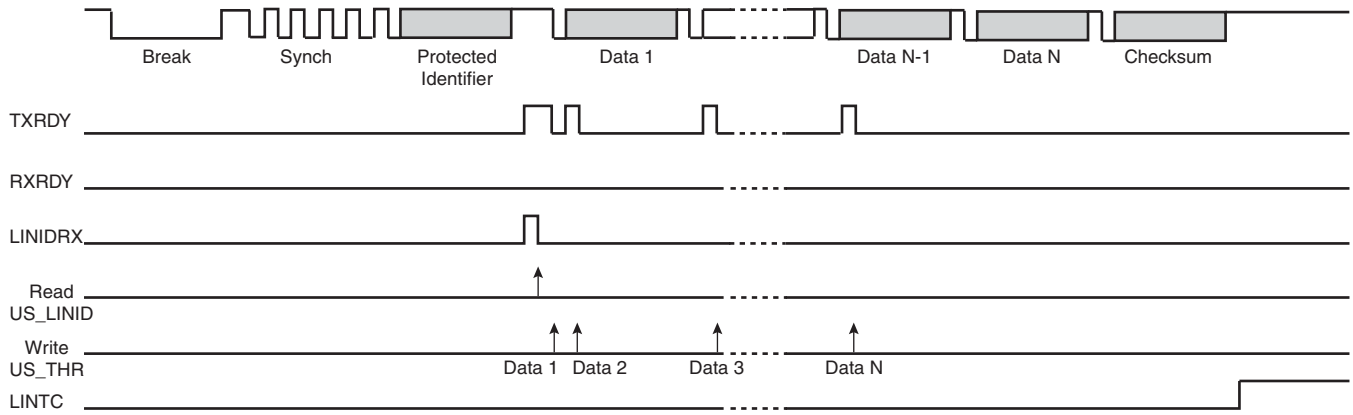 Break Synch Protected Data 1 Data N-1 Data N Checksum
Identifier
TXRDY
RXRDY
LINIDRX
Read
US_LINID
Write
US_THR
Data 1 Data 2 Data 3 Data N
LINTC